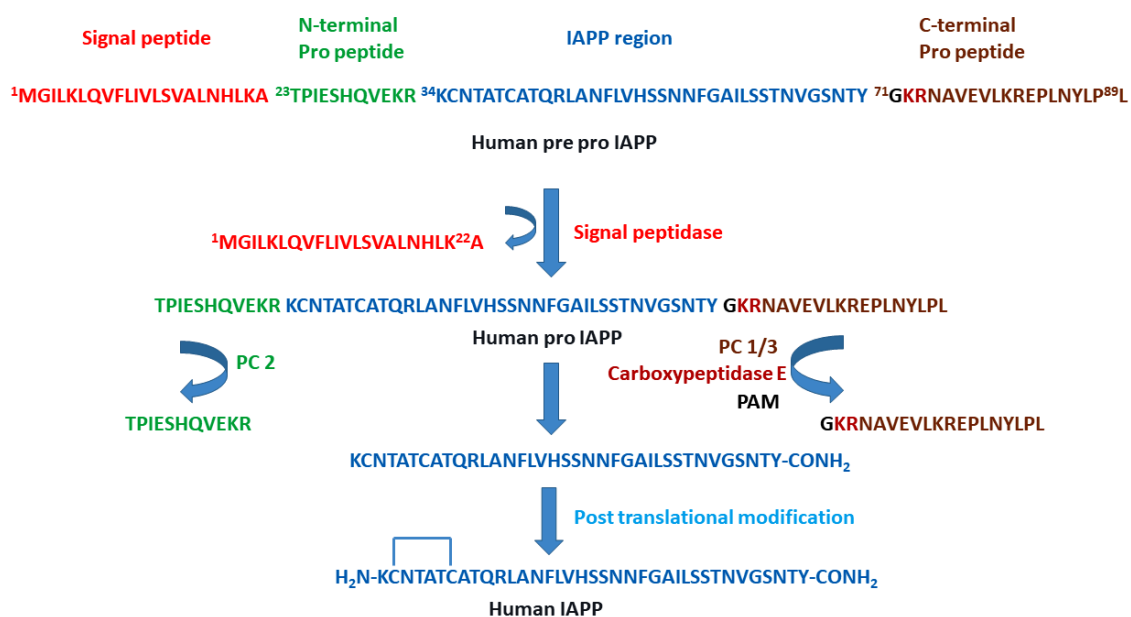 Signal peptide
N-terminal
Pro peptide
IAPP region
C-terminal
Pro peptide
¹MGILKLQVFLIVLSVALNHLKA ²³TPIESHQVEKR ³⁴KCNTATCATQRLANFLVHSSNNFGAILSSTNVGSNTY ⁷¹GKRNAVEVLKREPLNYLP⁸⁹L
Human pre pro IAPP
¹MGILKLQVFLIVLSVALNHLK²²A
Signal peptidase
TPIESHQVEKR KCNTATCATQRLANFLVHSSNNFGAILSSTNVGSNTY GKRNAVEVLKREPLNYLPL
Human pro IAPP
PC 2
PC 1/3
Carboxypeptidase E
PAM
TPIESHQVEKR
GKRNAVEVLKREPLNYLPL
KCNTATCATQRLANFLVHSSNNFGAILSSTNVGSNTY-CONH₂
Post translational modification
H₂N-KCNTATCATQRLANFLVHSSNNFGAILSSTNVGSNTY-CONH₂
Human IAPP